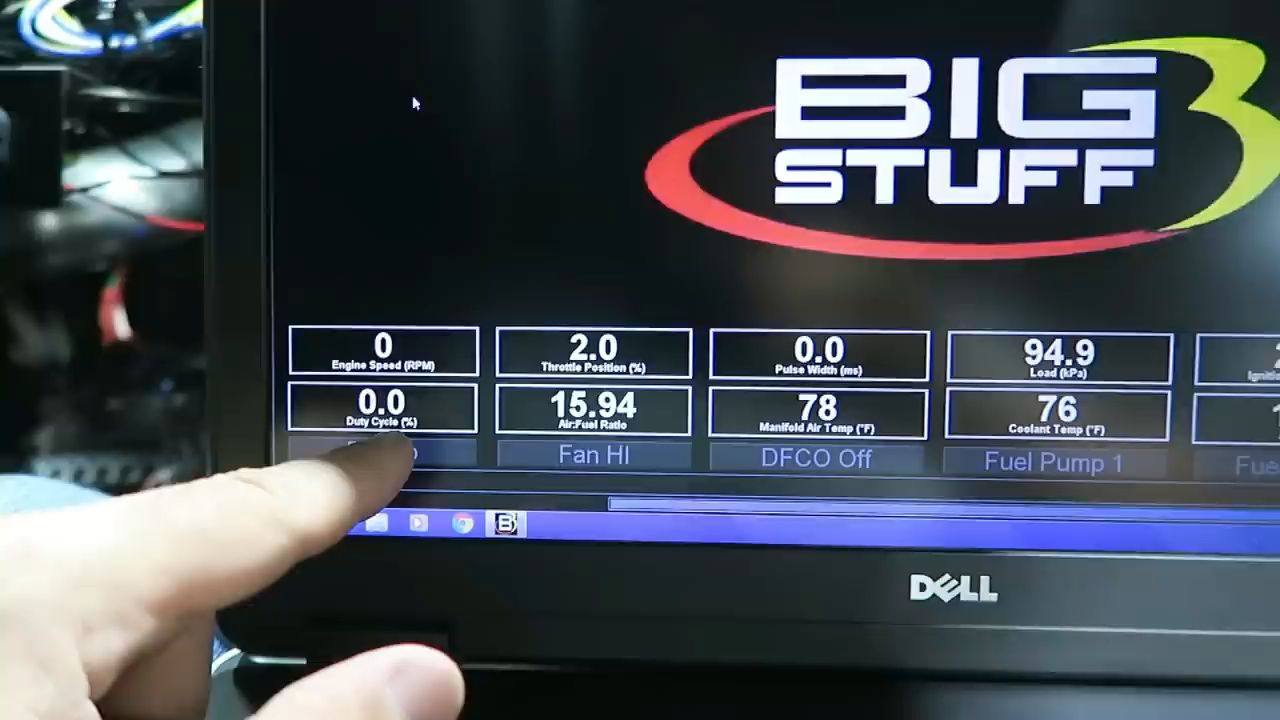 BIG
STUFF
0
Engine Speed (RPM)
2.0
Throttle Position (%)
0.0
Pulse Width (ms)
94.9
Load (kPa)
0.0
Duty Cycle (%)
15.94
Air:Fuel Ratio
78
Manifold Air Temp (°F)
76
Coolant Temp (°F)
Fan HI
DFCO Off
Fuel Pump 1
DELL